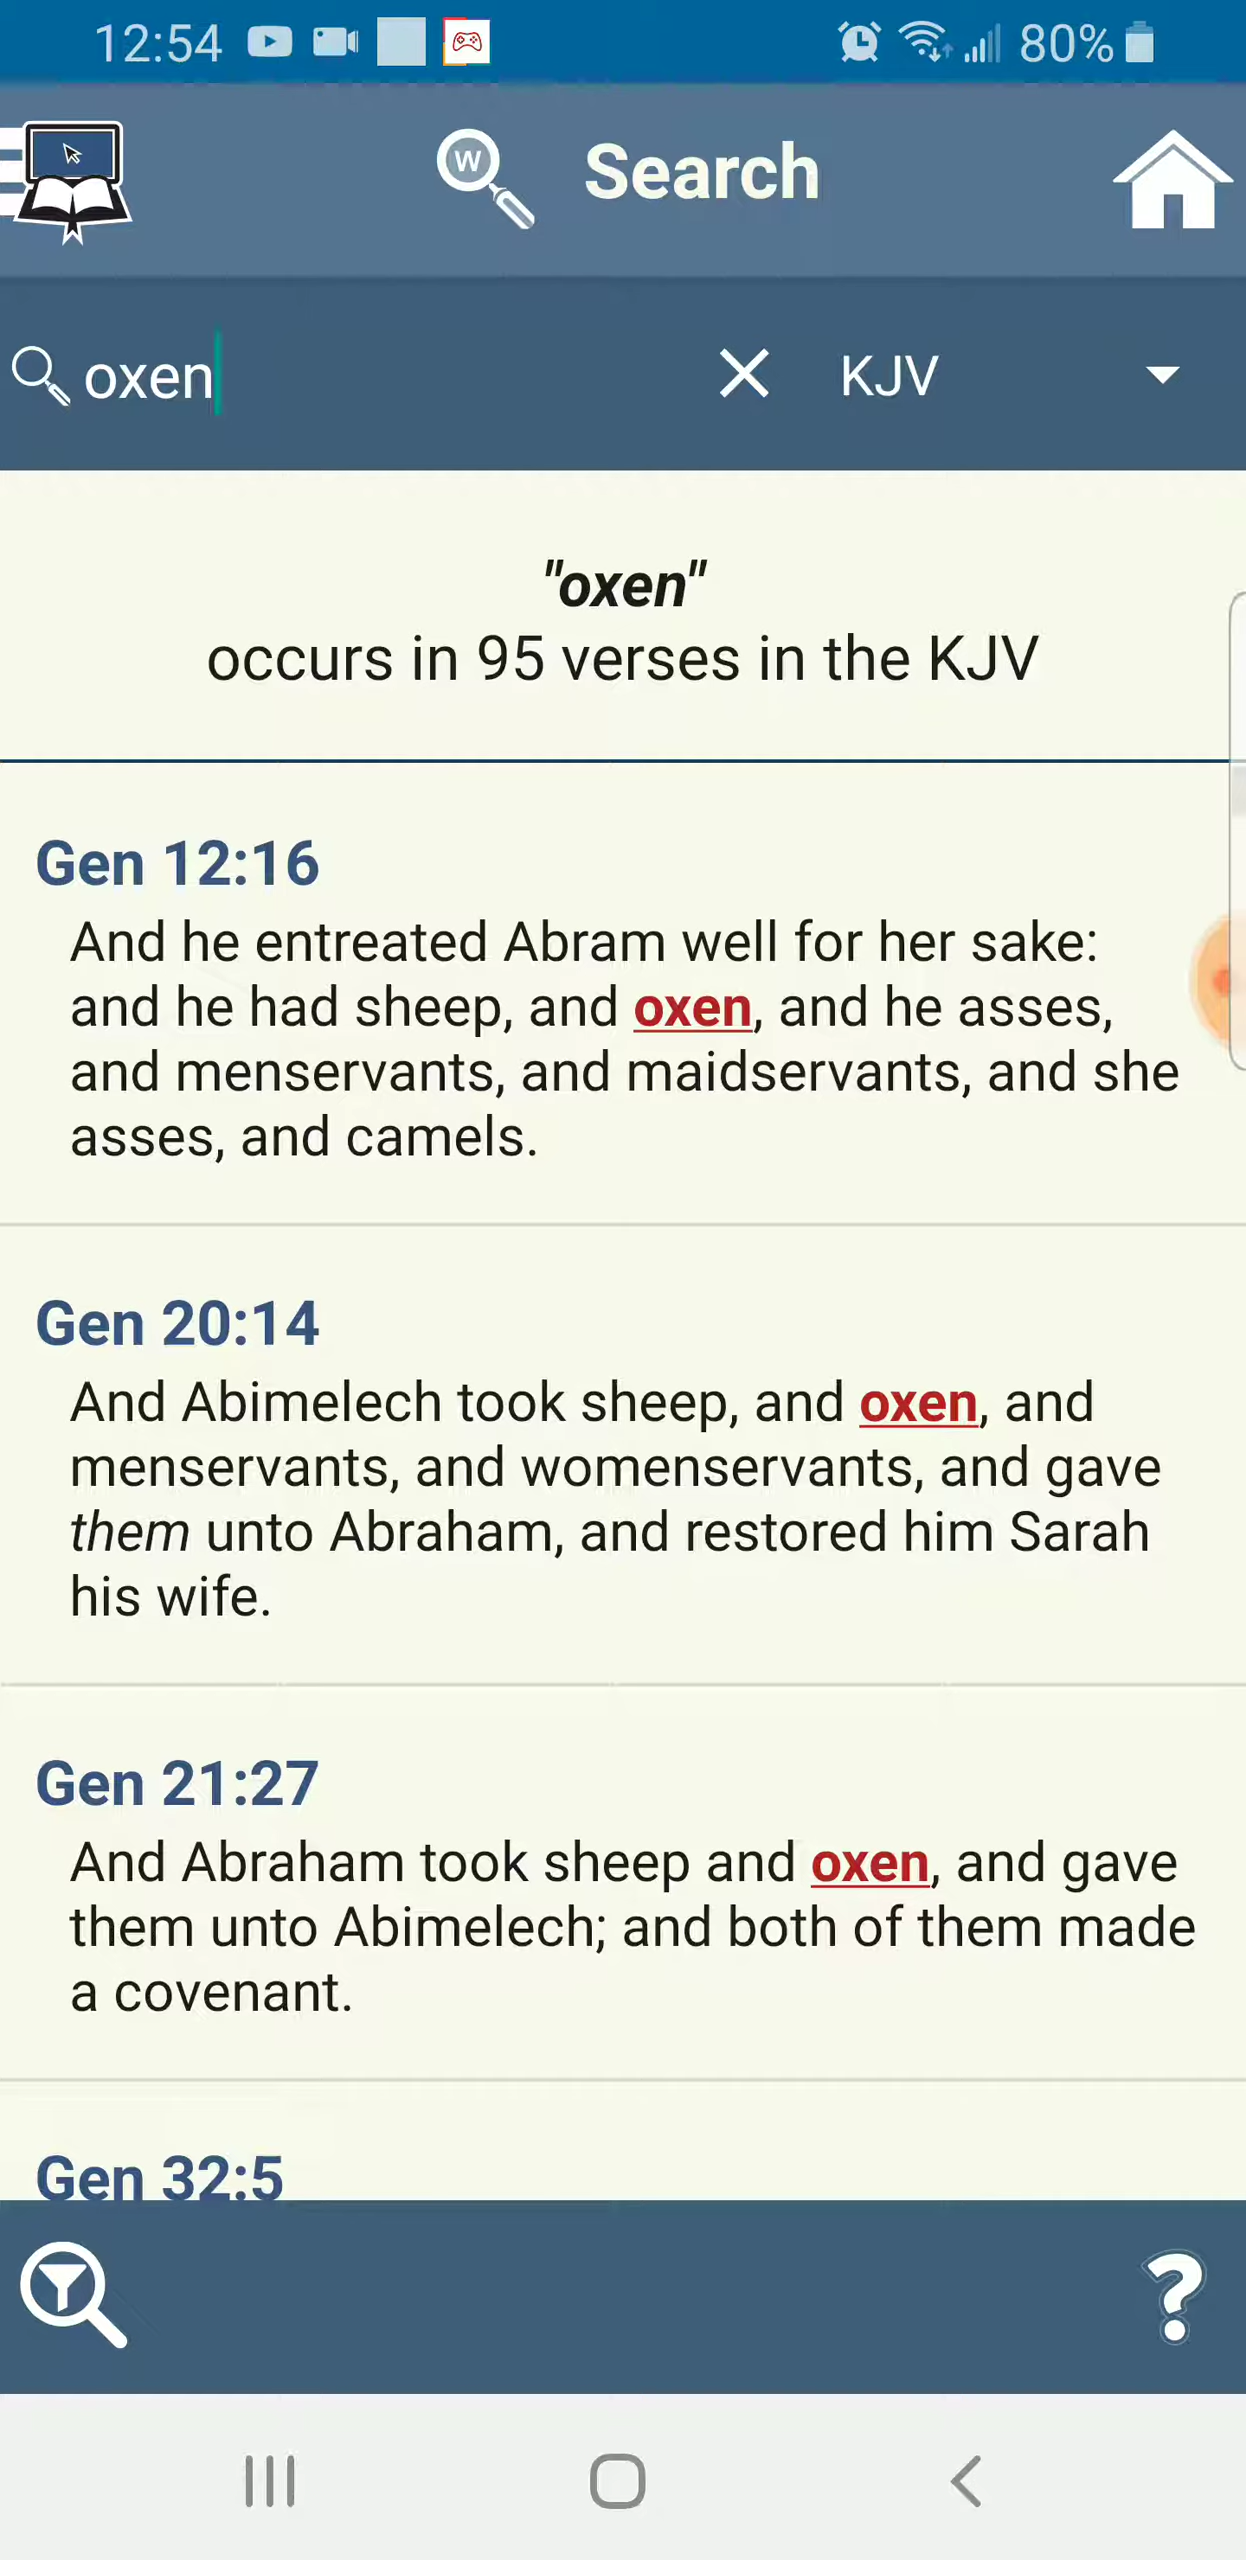 12:54
80%
W
Search
oxen
KJV
"oxen"
occurs in 95 verses in the KJV
Gen 12:16
And he entreated Abram well for her sake:
and he had sheep, and oxen, and he asses,
and menservants, and maidservants, and she
asses, and camels.
Gen 20:14
And Abimelech took sheep, and oxen, and
menservants, and womenservants, and gave
them unto Abraham, and restored him Sarah
his wife.
Gen 21:27
And Abraham took sheep and oxen, and gave
them unto Abimelech; and both of them made
a covenant.
Gen 32:5
?